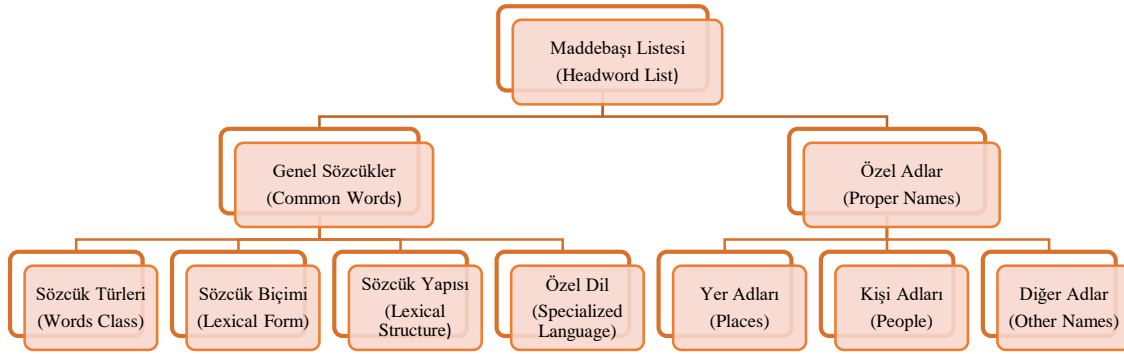 Maddebaşı Listesi
(Headword List)
Genel Sözcükler
(Common Words)
Özel Adlar
(Proper Names)
Sözcük Türleri
(Words Class)
Sözcük Biçimi
(Lexical Form)
Sözcük Yapısı
(Lexical
Structure)
Özel Dil
(Specialized
Language)
Yer Adları
(Places)
Kişi Adları
(People)
Diğer Adlar
(Other Names)